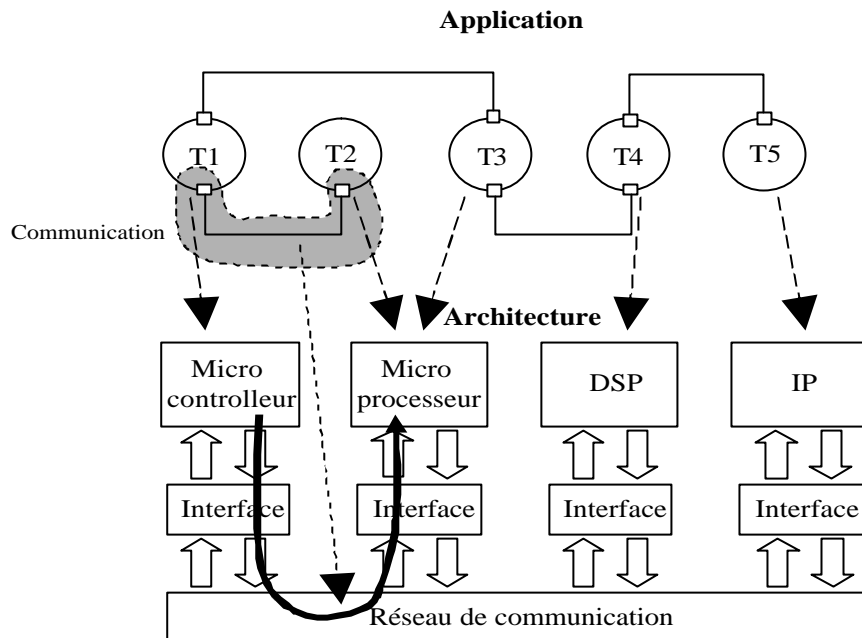 Application
T1
T2
T3
T4
T5
Communication
Architecture
Micro
controlleur
Micro
processeur
DSP
IP
Interface
Interface
Interface
Interface
Réseau de communication